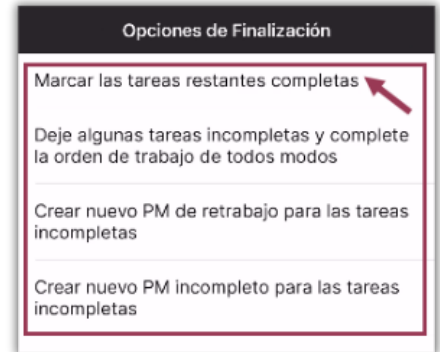 Opciones de Finalización
Marcar las tareas restantes completas
Deje algunas tareas incompletas y complete
la orden de trabajo de todos modos
Crear nuevo PM de retrabajo para las tareas
incompletas
Crear nuevo PM incompleto para las tareas
incompletas